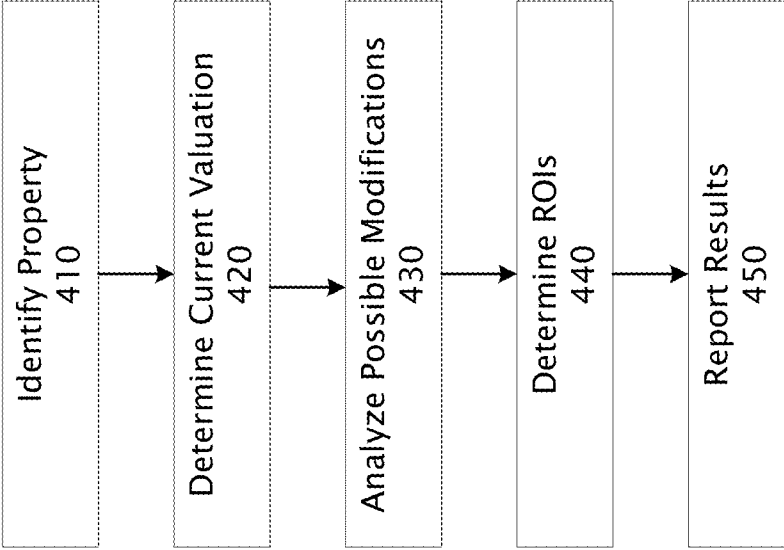 Identify Property
410
Determine Current Valuation
420
Analyze Possible Modifications
430
Determine ROIs
440
Report Results
450